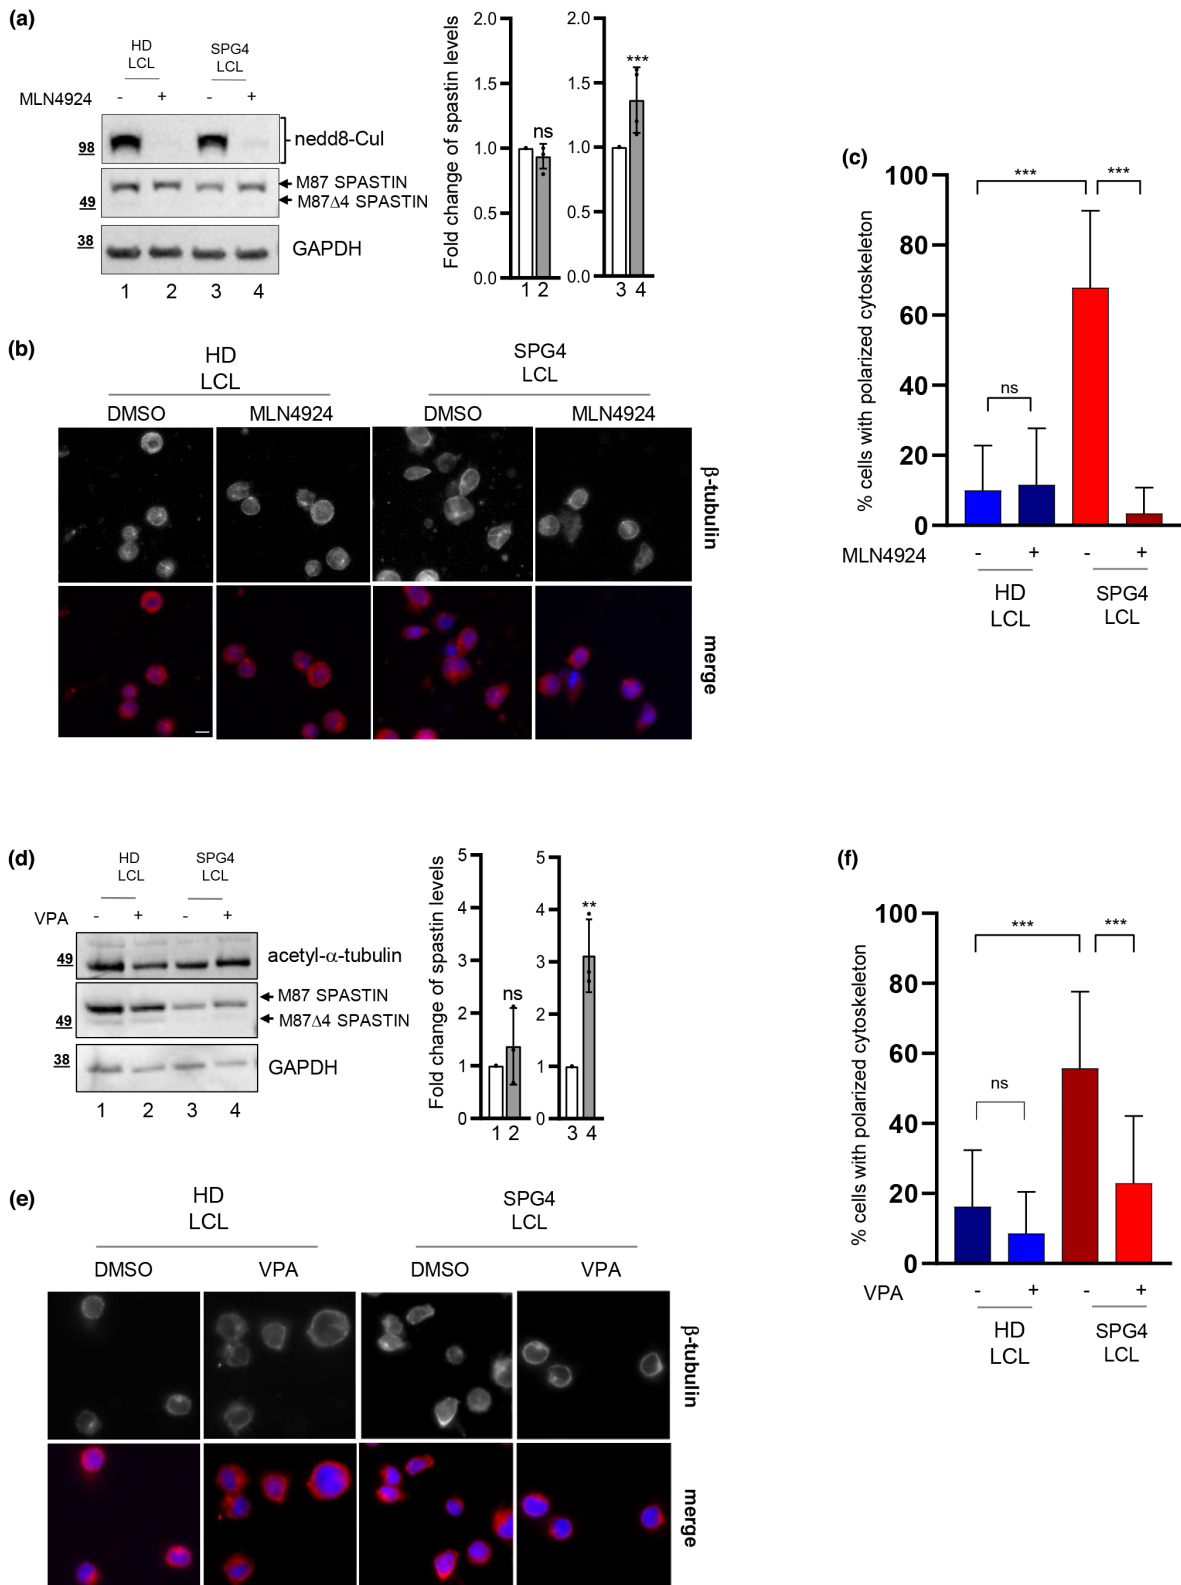 (a)
HD
LCL
SPG4
LCL
MLN4924
- + - +
98
nedd8-Cul
M87 SPASTIN
49
M87Δ4 SPASTIN
38
GAPDH
1 2 3 4
Fold change of spastin levels
2.0
1.5
1.0
0.5
0.0
ns
1 2
2.0
1.5
1.0
0.5
0.0
***
3 4
(b)
HD
LCL
SPG4
LCL
DMSO MLN4924 DMSO MLN4924
β-tubulin
merge
(c)
% cells with polarized cytoskeleton
100
80
60
40
20
0
*** ***
ns
MLN4924 - + - +
HD
LCL
SPG4
LCL
(d)
HD
LCL
SPG4
LCL
VPA - + - +
49
acetyl-α-tubulin
M87 SPASTIN
49
M87Δ4 SPASTIN
38
GAPDH
1 2 3 4
Fold change of spastin levels
5
4
3
2
1
0
ns
1 2
5
4
3
2
1
0
**
3 4
(e)
HD
LCL
SPG4
LCL
DMSO VPA DMSO VPA
β-tubulin
merge
(f)
% cells with polarized cytoskeleton
100
80
60
40
20
0
*** ***
ns
VPA - + - +
HD
LCL
SPG4
LCL